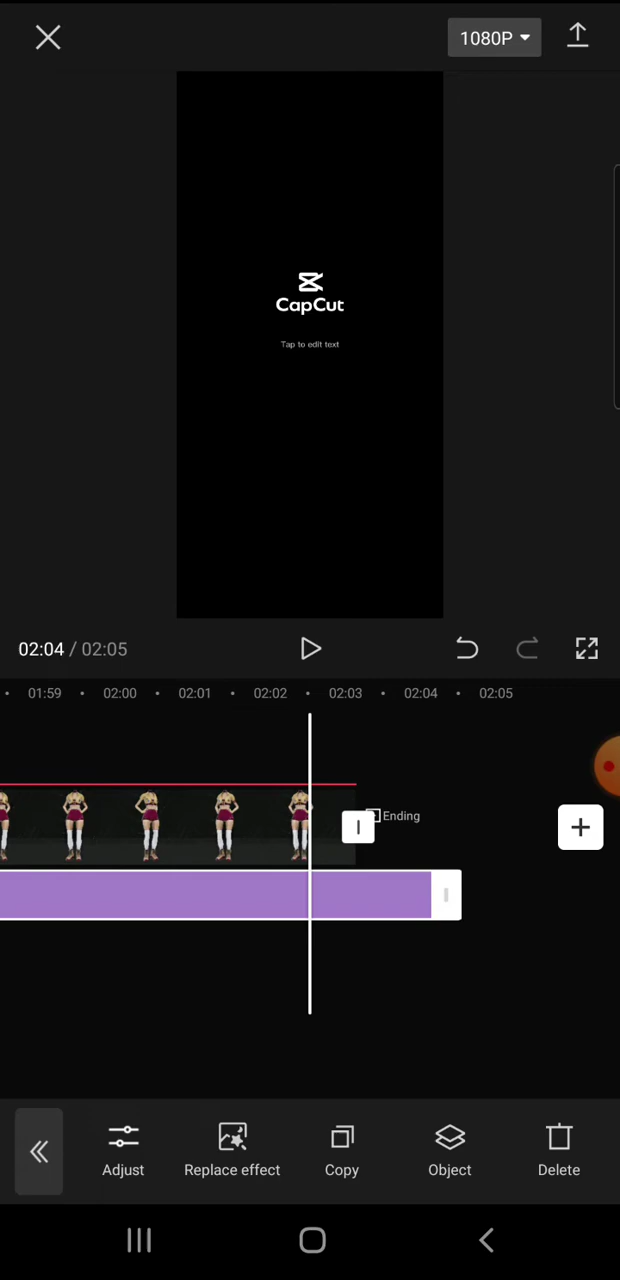 1080P
CapCut
Tap to edit text
02:04 / 02:05
01:59 02:00 02:01 02:02 02:03 02:04 02:05
Ending
Adjust Replace effect Copy Object Delete